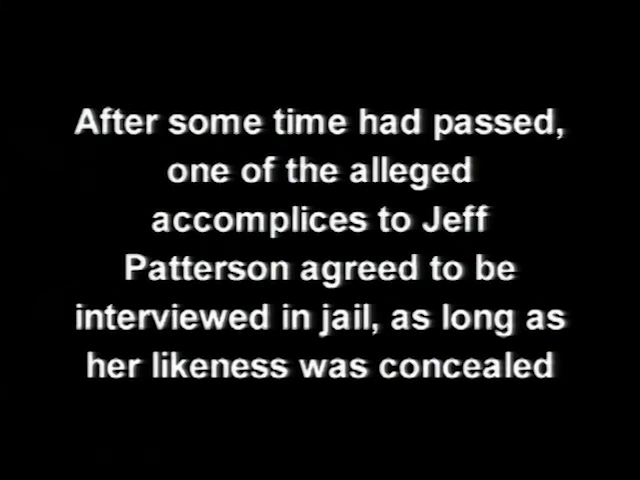 After some time had passed,
one of the alleged
accomplices to Jeff
Patterson agreed to be
interviewed in jail, as long as
her likeness was concealed